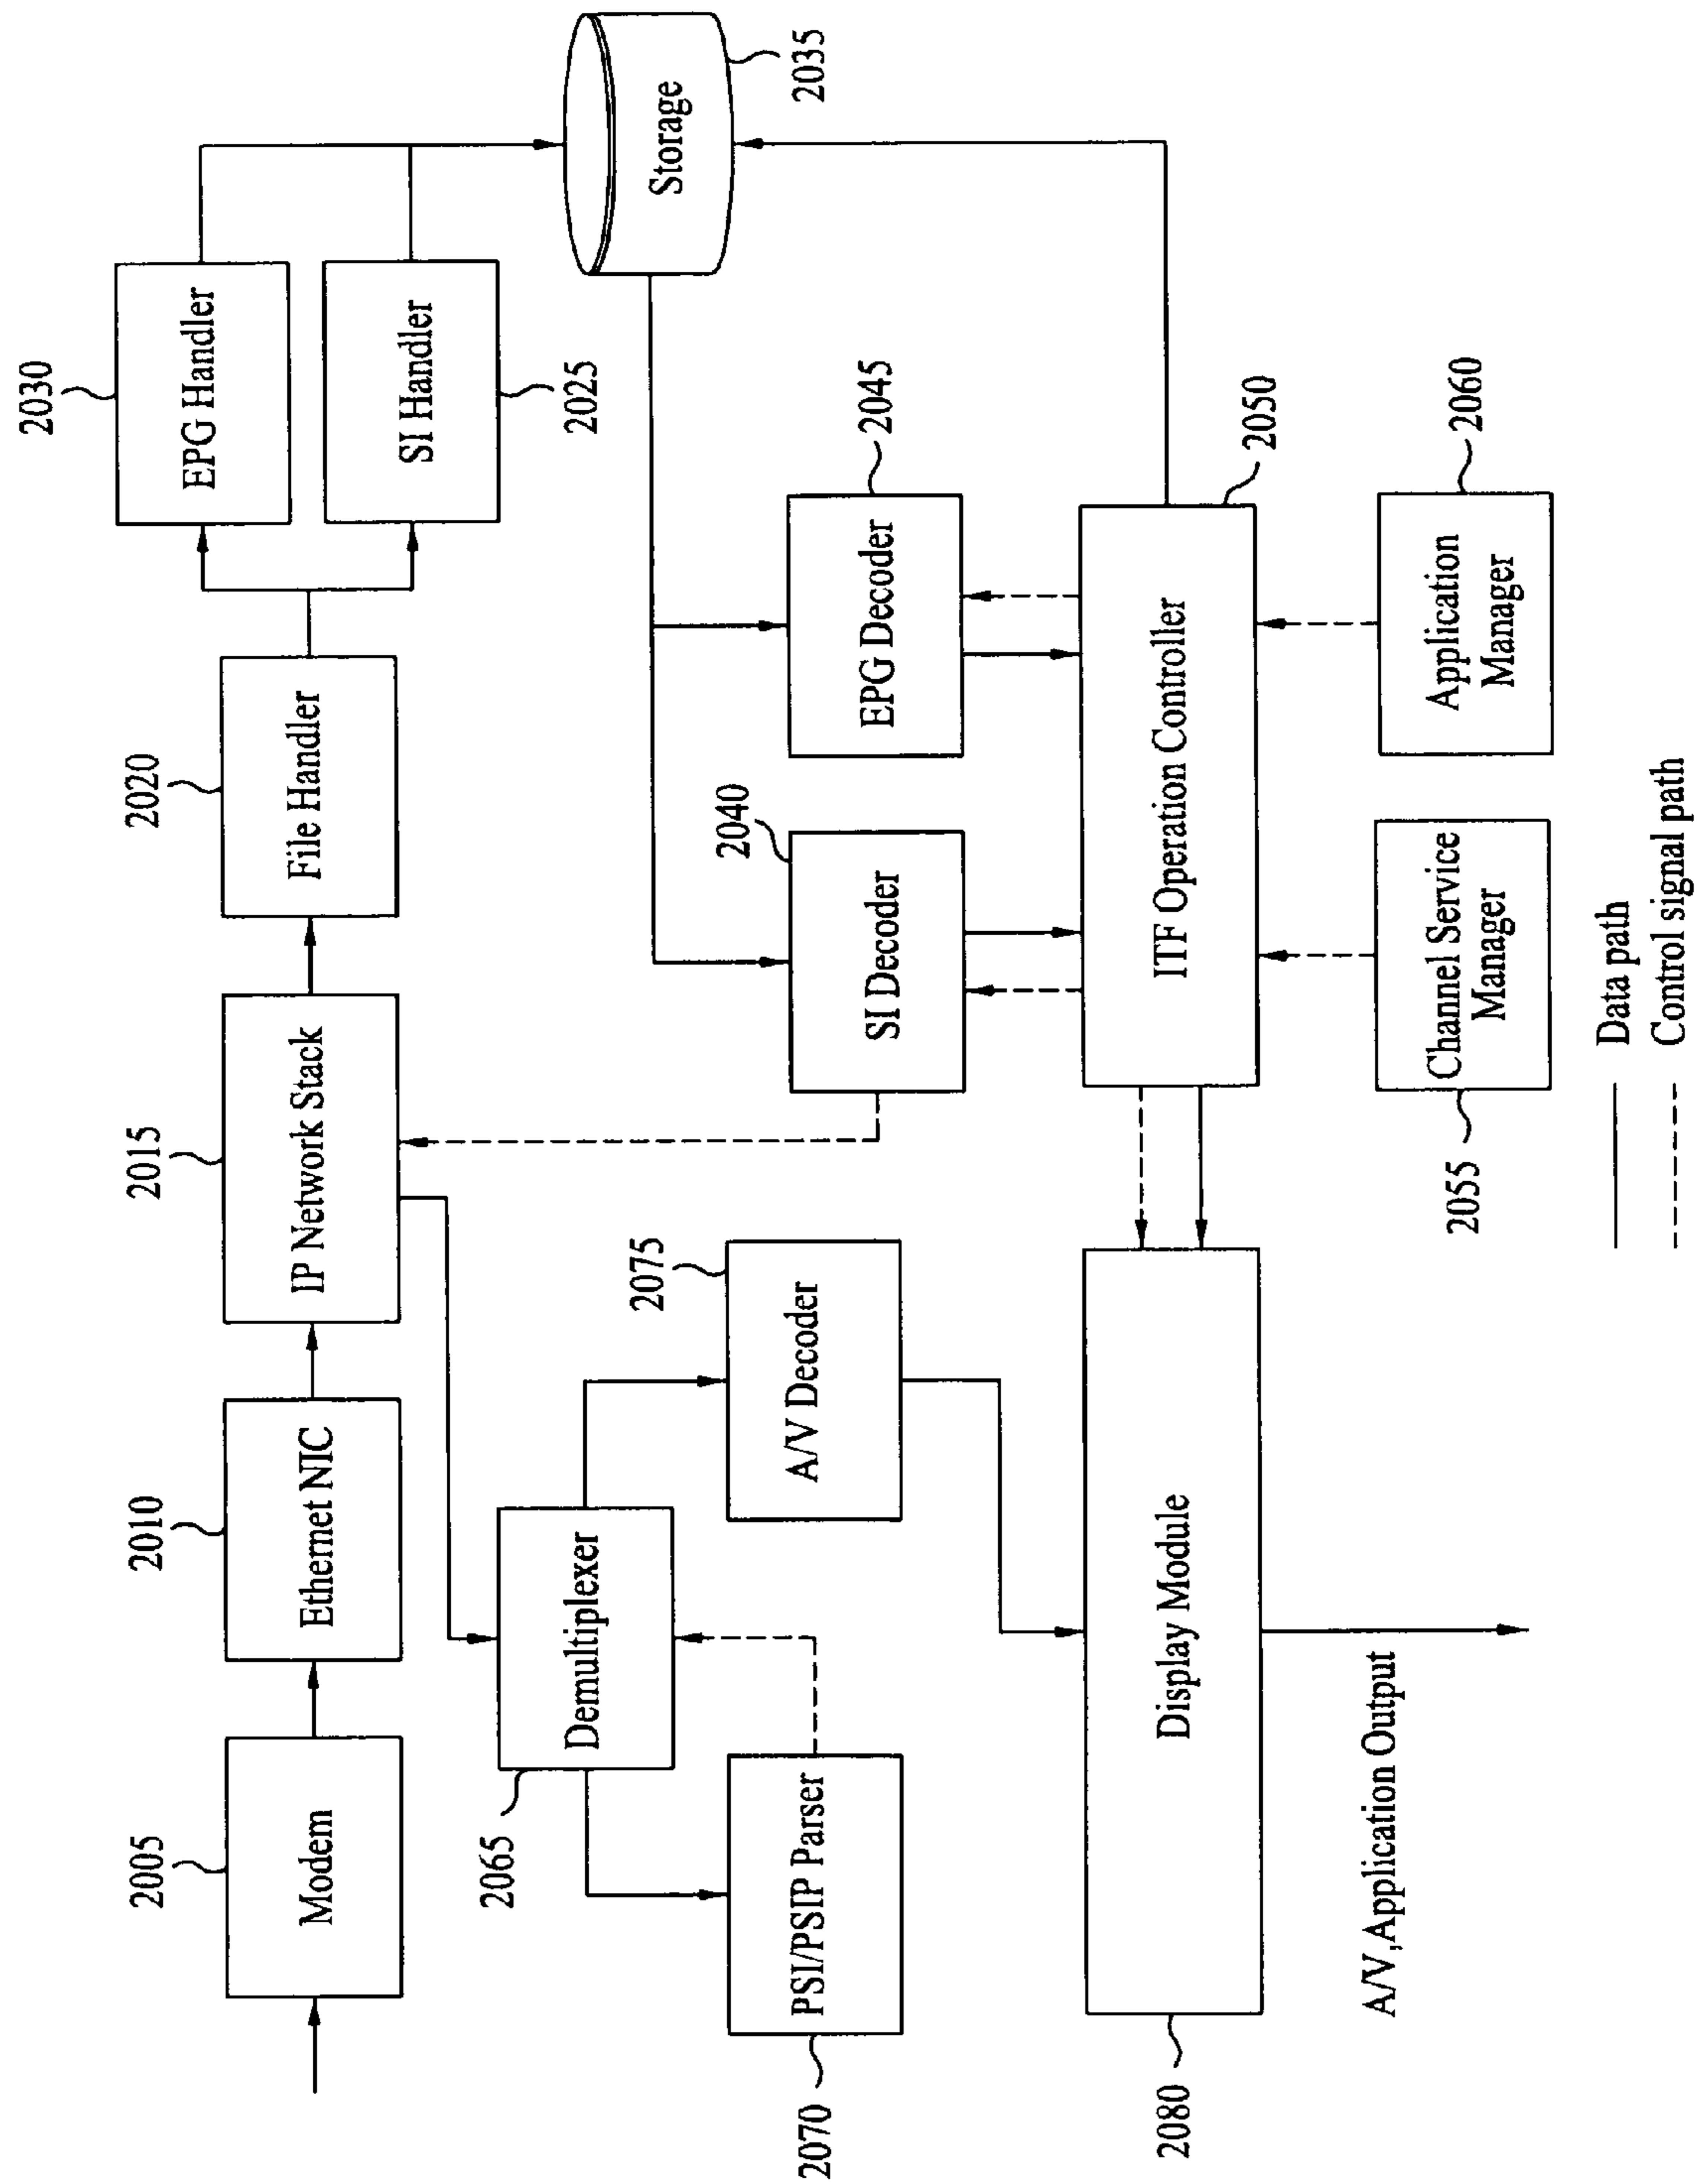 2005
Modem
2010
Ethernet NIC
2015
IP Network Stack
2020
File Handler
2030
EPG Handler
SI Handler
2025
Storage
2035
2065
Demultiplexer
PSI/PSIP Parser
2070
2075
A/V Decoder
2040
SI Decoder
2045
EPG Decoder
2080
Display Module
ITF Operation Controller
2050
A/V,Application Output
2055
Channel Service
Manager
Application
Manager
2060
Data path
Control signal path